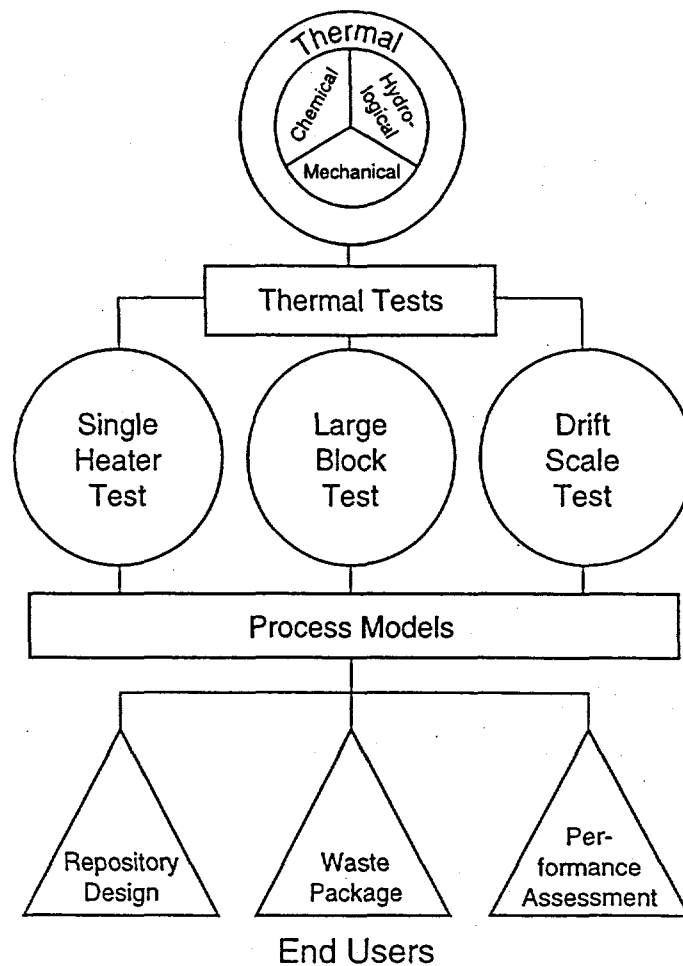 Thermal
Chemical
Hydro-
logical
Mechanical
Thermal Tests
Single
Heater
Test
Large
Block
Test
Drift
Scale
Test
Process Models
Repository
Design
Waste
Package
Per-
formance
Assessment
End Users